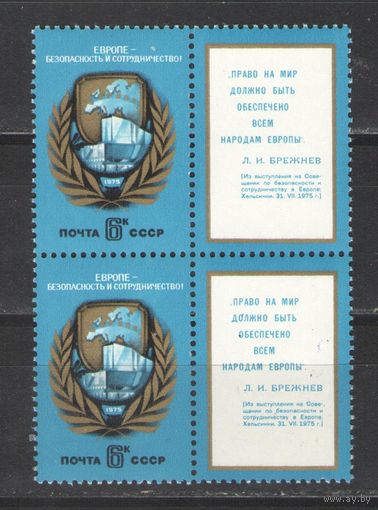 ЕВРОПЕ –
БЕЗОПАСНОСТЬ И СОТРУДНИЧЕСТВО!
1975
ПОЧТА 6К СССР
„ПРАВО НА МИР
ДОЛЖНО БЫТЬ
ОБЕСПЕЧЕНО
ВСЕМ
НАРОДАМ ЕВРОПЫ“.
Л. И. БРЕЖНЕВ
[Из выступления на Сове-
щании по безопасности и
сотрудничеству в Европе.
Хельсинки. 31. VII. 1975 г.]
ЕВРОПЕ –
БЕЗОПАСНОСТЬ И СОТРУДНИЧЕСТВО!
1975
ПОЧТА 6К СССР
„ПРАВО НА МИР
ДОЛЖНО БЫТЬ
ОБЕСПЕЧЕНО
ВСЕМ
НАРОДАМ ЕВРОПЫ“.
Л. И. БРЕЖНЕВ
[Из выступления на Сове-
щании по безопасности и
сотрудничеству в Европе.
Хельсинки. 31. VII. 1975 г.]
www.ay.by